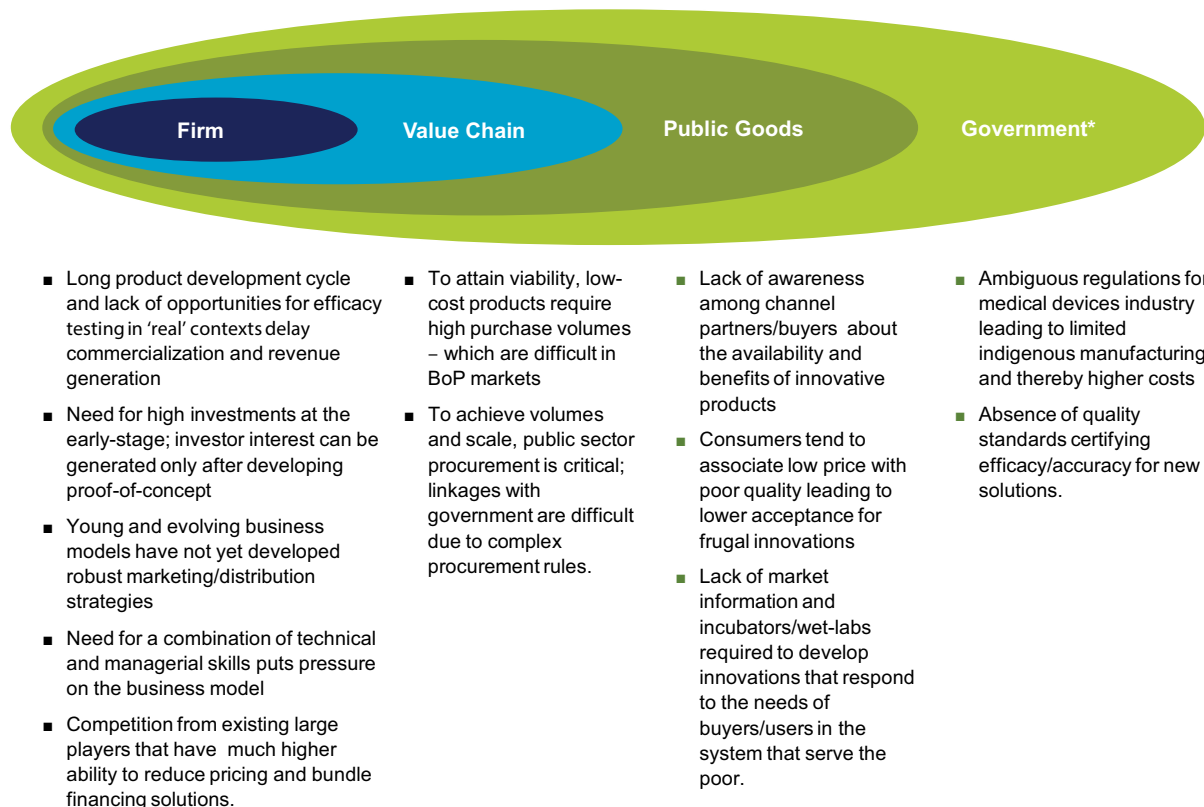 Firm
Value Chain
Public Goods
Government*
■ Long product development cycle
and lack of opportunities for efficacy
testing in ‘real’ contexts delay
commercialization and revenue
generation
■ Need for high investments at the
early-stage; investor interest can be
generated only after developing
proof-of-concept
■ Young and evolving business
models have not yet developed
robust marketing/distribution
strategies
■ Need for a combination of technical
and managerial skills puts pressure
on the business model
■ Competition from existing large
players that have much higher
ability to reduce pricing and bundle
financing solutions.
■ To attain viability, low-
cost products require
high purchase volumes
– which are difficult in
BoP markets
■ To achieve volumes
and scale, public sector
procurement is critical;
linkages with
government are difficult
due to complex
procurement rules.
■ Lack of awareness
among channel
partners/buyers about
the availability and
benefits of innovative
products
■ Consumers tend to
associate low price with
poor quality leading to
lower acceptance for
frugal innovations
■ Lack of market
information and
incubators/wet-labs
required to develop
innovations that respond
to the needs of
buyers/users in the
system that serve the
poor.
■ Ambiguous regulations for
medical devices industry
leading to limited
indigenous manufacturing
and thereby higher costs
■ Absence of quality
standards certifying
efficacy/accuracy for new
solutions.